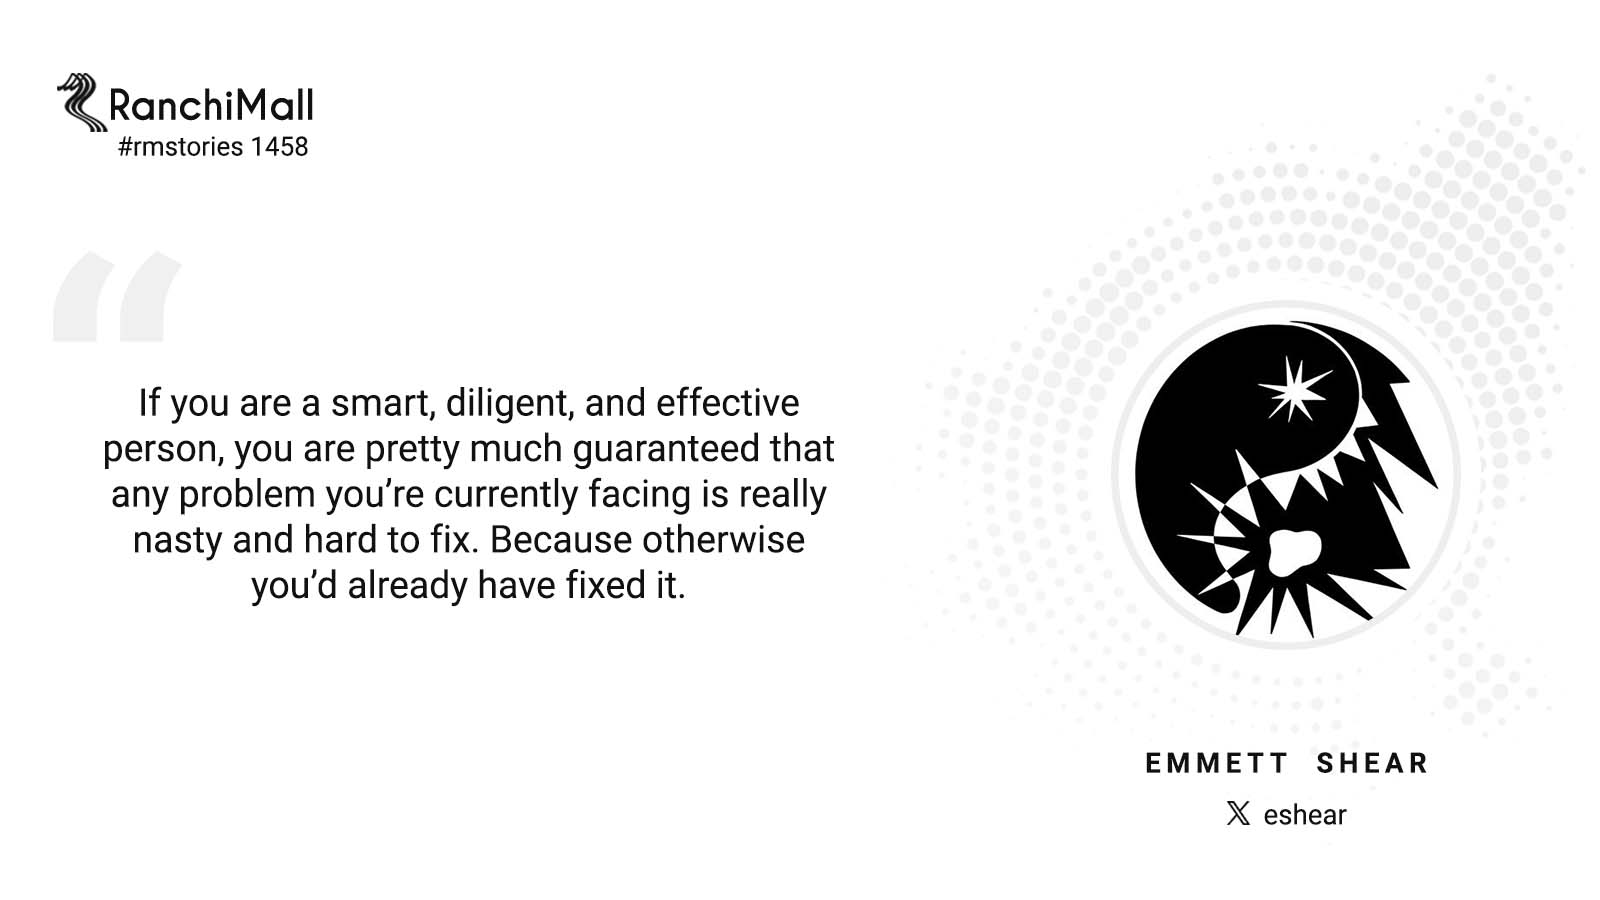 RanchiMall
#rmstories 1458
“
If you are a smart, diligent, and effective
person, you are pretty much guaranteed that
any problem you’re currently facing is really
nasty and hard to fix. Because otherwise
you’d already have fixed it.
EMMETT SHEAR
𝕏 eshear